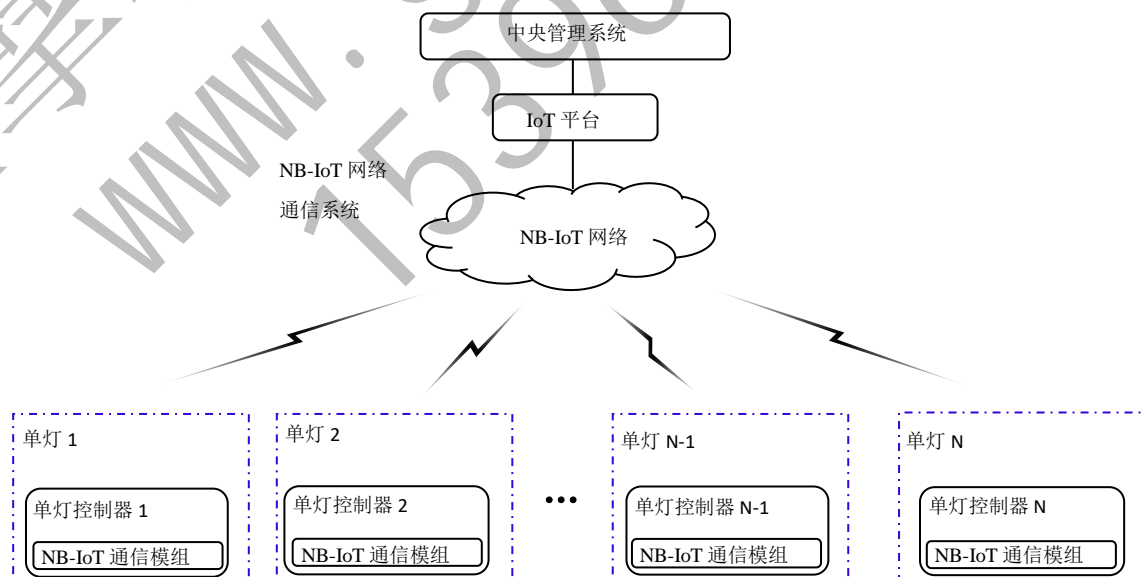 中央管理系统
IoT 平台
NB-IoT 网络
通信系统
NB-IoT 网络
单灯 1
单灯 2
单灯 N-1
单灯 N
单灯控制器 1
单灯控制器 2
•••
单灯控制器 N-1
单灯控制器 N
NB-IoT 通信模组
NB-IoT 通信模组
NB-IoT 通信模组
NB-IoT 通信模组